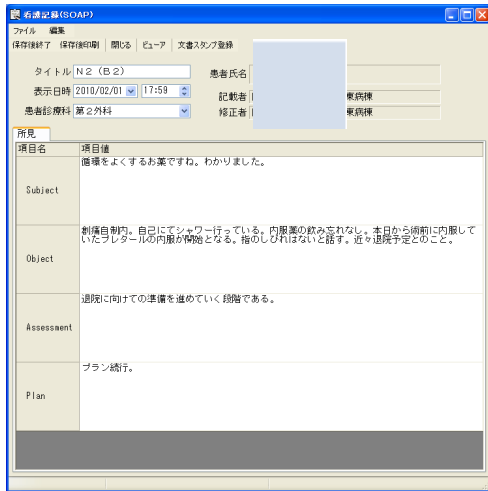 看護記録(SOAP)
ファイル 編集
保存後終了 保存後印刷 閉じる ビューア 文書スタンプ登録
タイトル N2(B2) 患者氏名
表示日時 2010/02/01 17:59 記載者 東病棟
患者診療科 第2外科 修正者 東病棟
所見
項目名 項目値
Subject 循環をよくするお薬ですね。わかりました。
Object 創痛自制内。自己にてシャワー行っている。内服薬の飲み忘れなし。本日から術前に内服して
いたプレタールの内服が開始となる。指のしびれはないと話す。近々退院予定とのこと。
Assessment 退院に向けての準備を進めていく段階である。
Plan プラン続行。